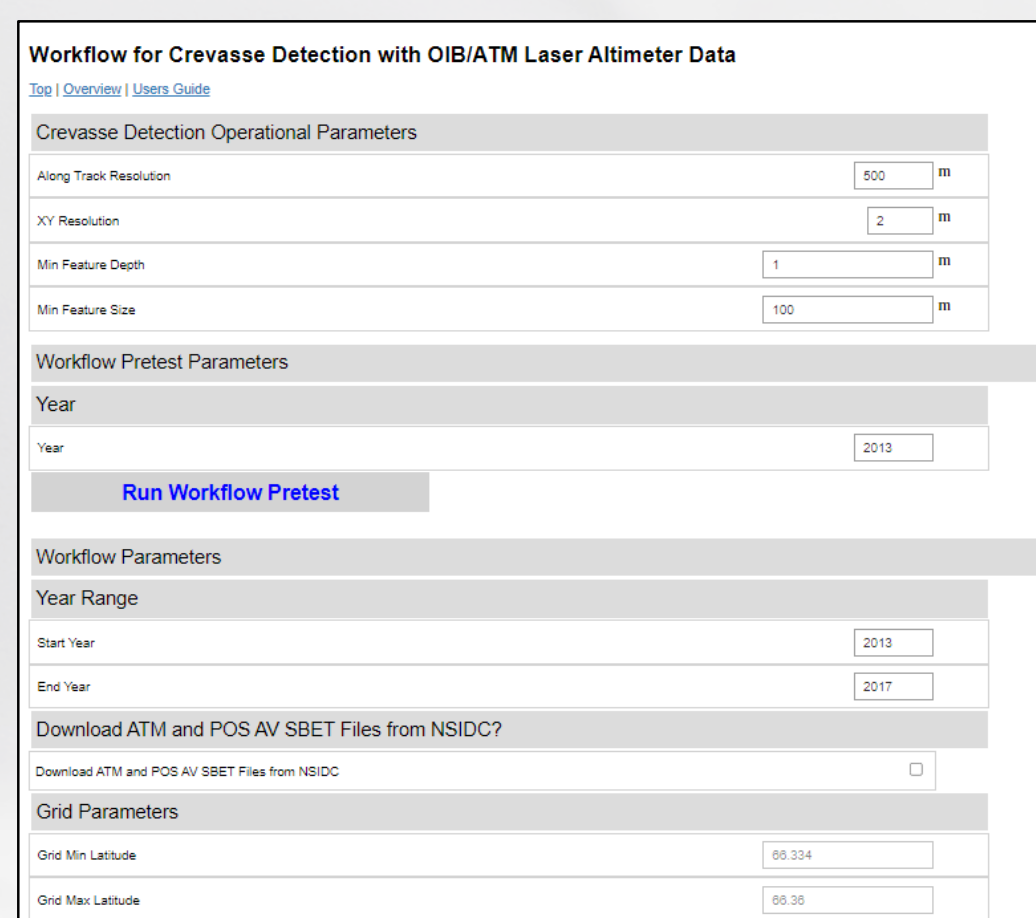 Workflow for Crevasse Detection with OIB/ATM Laser Altimeter Data
Top | Overview | Users Guide
Crevasse Detection Operational Parameters
Along Track Resolution 500 m
XY Resolution 2 m
Min Feature Depth 1 m
Min Feature Size 100 m
Workflow Pretest Parameters
Year
Year 2013
Run Workflow Pretest
Workflow Parameters
Year Range
Start Year 2013
End Year 2017
Download ATM and POS AV SBET Files from NSIDC?
Download ATM and POS AV SBET Files from NSIDC
Grid Parameters
Grid Min Latitude 66.334
Grid Max Latitude 66.36